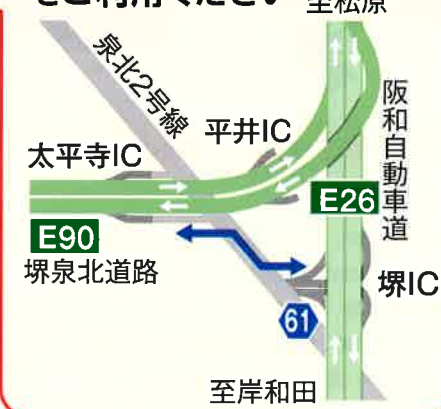 をご利用ください
至松原
泉北2号線
平井IC
阪和自動車道
太平寺IC
E26
E90
堺泉北道路
堺IC
61
至岸和田